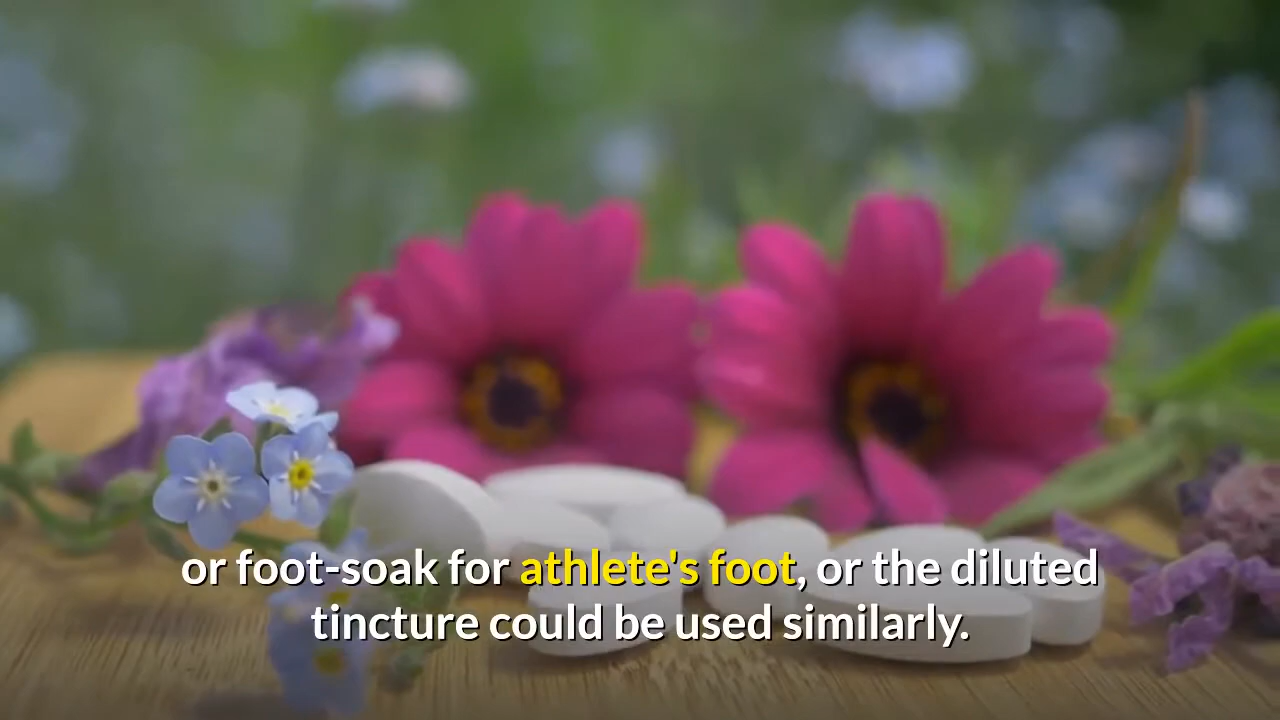 or foot-soak for athlete's foot, or the diluted
tincture could be used similarly.